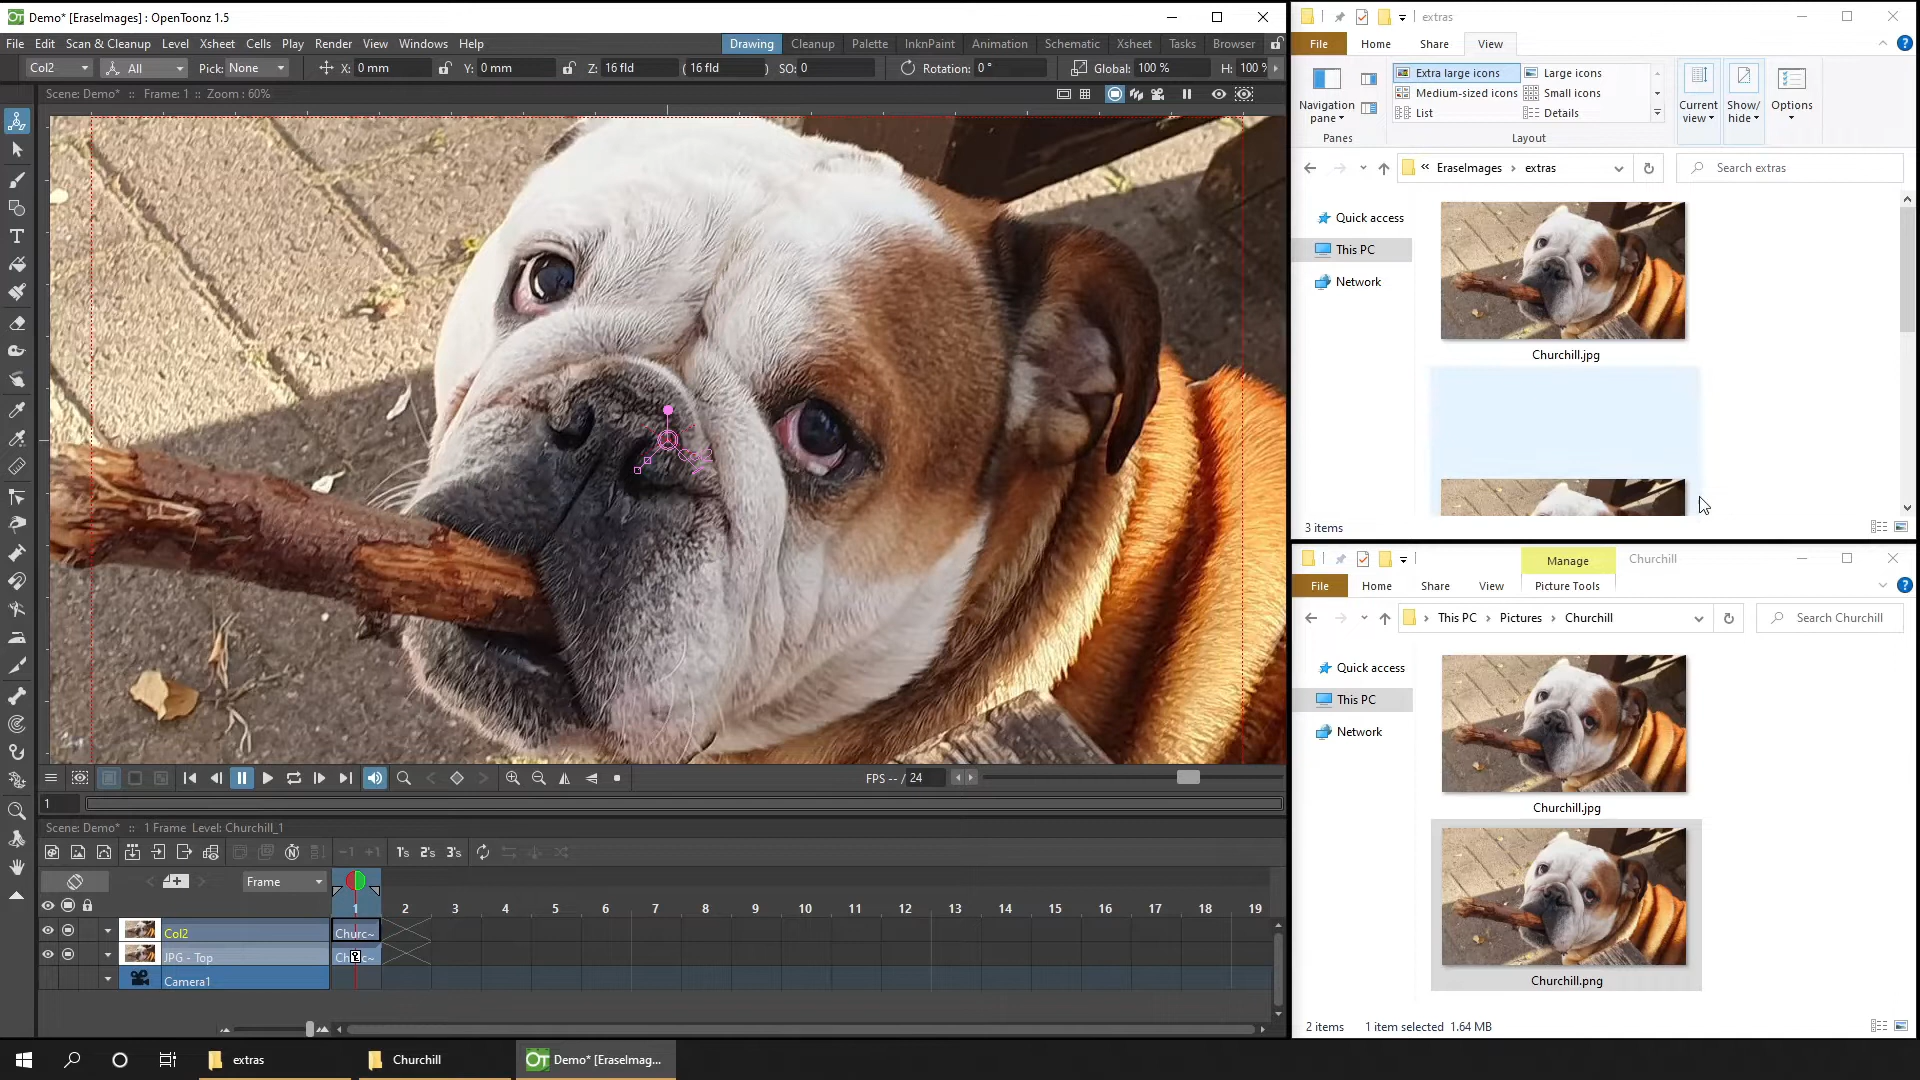 Demo* [EraseImages] : OpenToonz 1.5
File Edit Scan & Cleanup Level Xsheet Cells Play Render View Windows Help
Drawing Cleanup Palette InknPaint Animation Schematic Xsheet Tasks Browser
Col2 All Pick: None X: 0 mm Y: 0 mm Z: 16 fld ( 16 fld ) SO: 0 Rotation: 0 ° Global: 100 % H: 100 %
Scene: Demo* :: Frame: 1 :: Zoom : 60%
FPS -- / 24
1
Scene: Demo* :: 1 Frame Level: Churchill_1
-1 +1 1's 2's 3's
Frame
1 2 3 4 5 6 7 8 9 10 11 12 13 14 15 16 17 18 19
Col2 Churc~
JPG - Top
Camera1
extras
File Home Share View
Navigation pane
Extra large icons Large icons
Medium-sized icons Small icons
List Details
Current view Show/ hide Options
Panes Layout
« EraseImages › extras
Search extras
Quick access
This PC
Network
Churchill.jpg
3 items
Manage Churchill
File Home Share View Picture Tools
› This PC › Pictures › Churchill
Search Churchill
Quick access
This PC
Network
Churchill.jpg
Churchill.png
2 items 1 item selected 1.64 MB
extras Churchill OT Demo* [EraseImag...